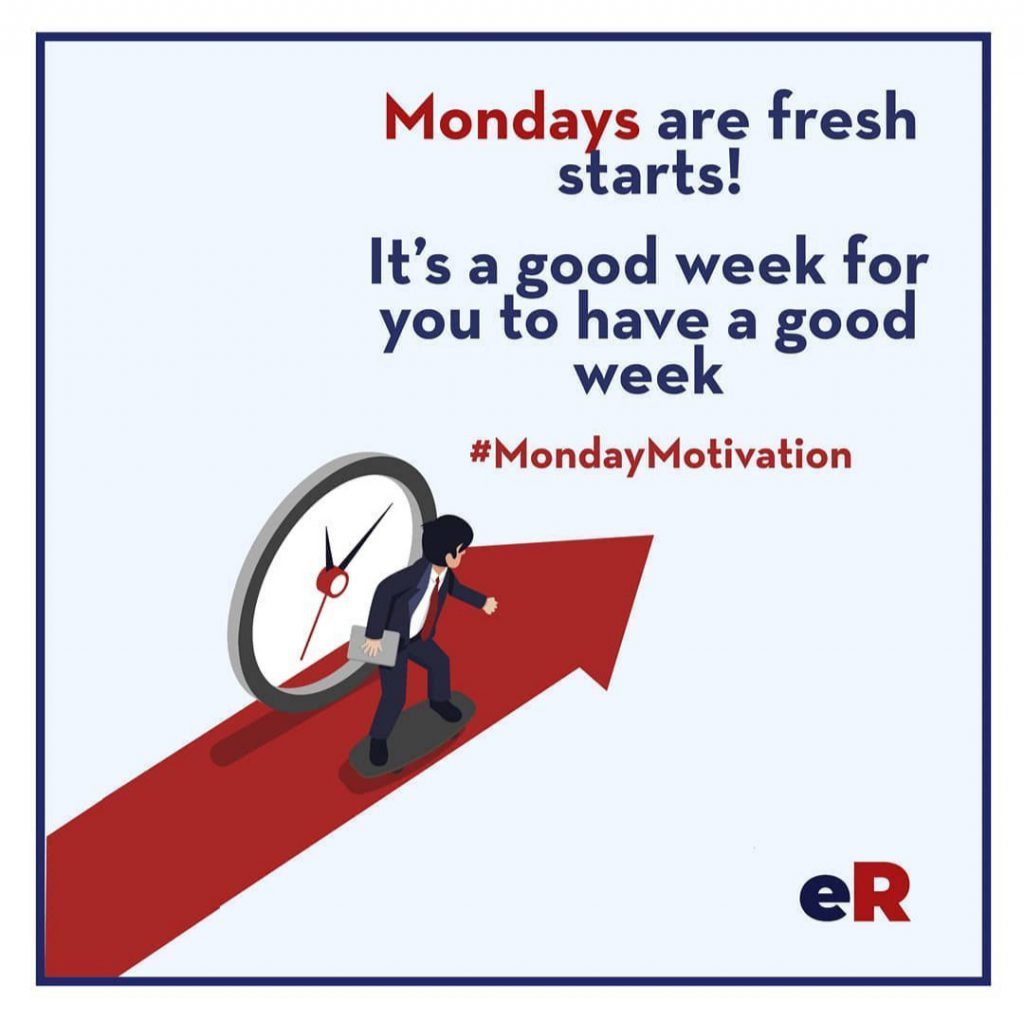 Mondays are fresh
starts!
It's a good week for
you to have a good
week
#MondayMotivation
eR